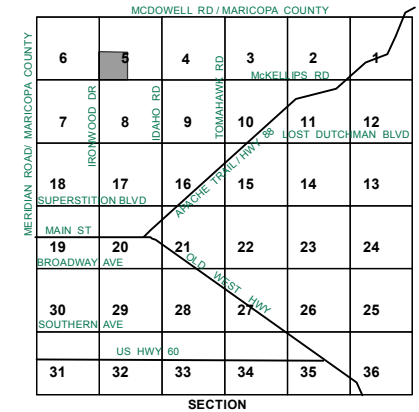 MCDOWELL RD / MARICOPA COUNTY
MERIDIAN ROAD/ MARICOPA COUNTY
6 5 4 3 2 1
IRONWOOD DR
IDAHO RD
TOMAHAWK RD
McKELLIPS RD
7 8 9 10 11 12
LOST DUTCHMAN BLVD
APACHE TRAIL / HWY 88
18 17 16 15 14 13
SUPERSTITION BLVD
MAIN ST
19 20 21 22 23 24
BROADWAY AVE
OLD WEST HWY
30 29 28 27 26 25
SOUTHERN AVE
US HWY 60
31 32 33 34 35 36
SECTION